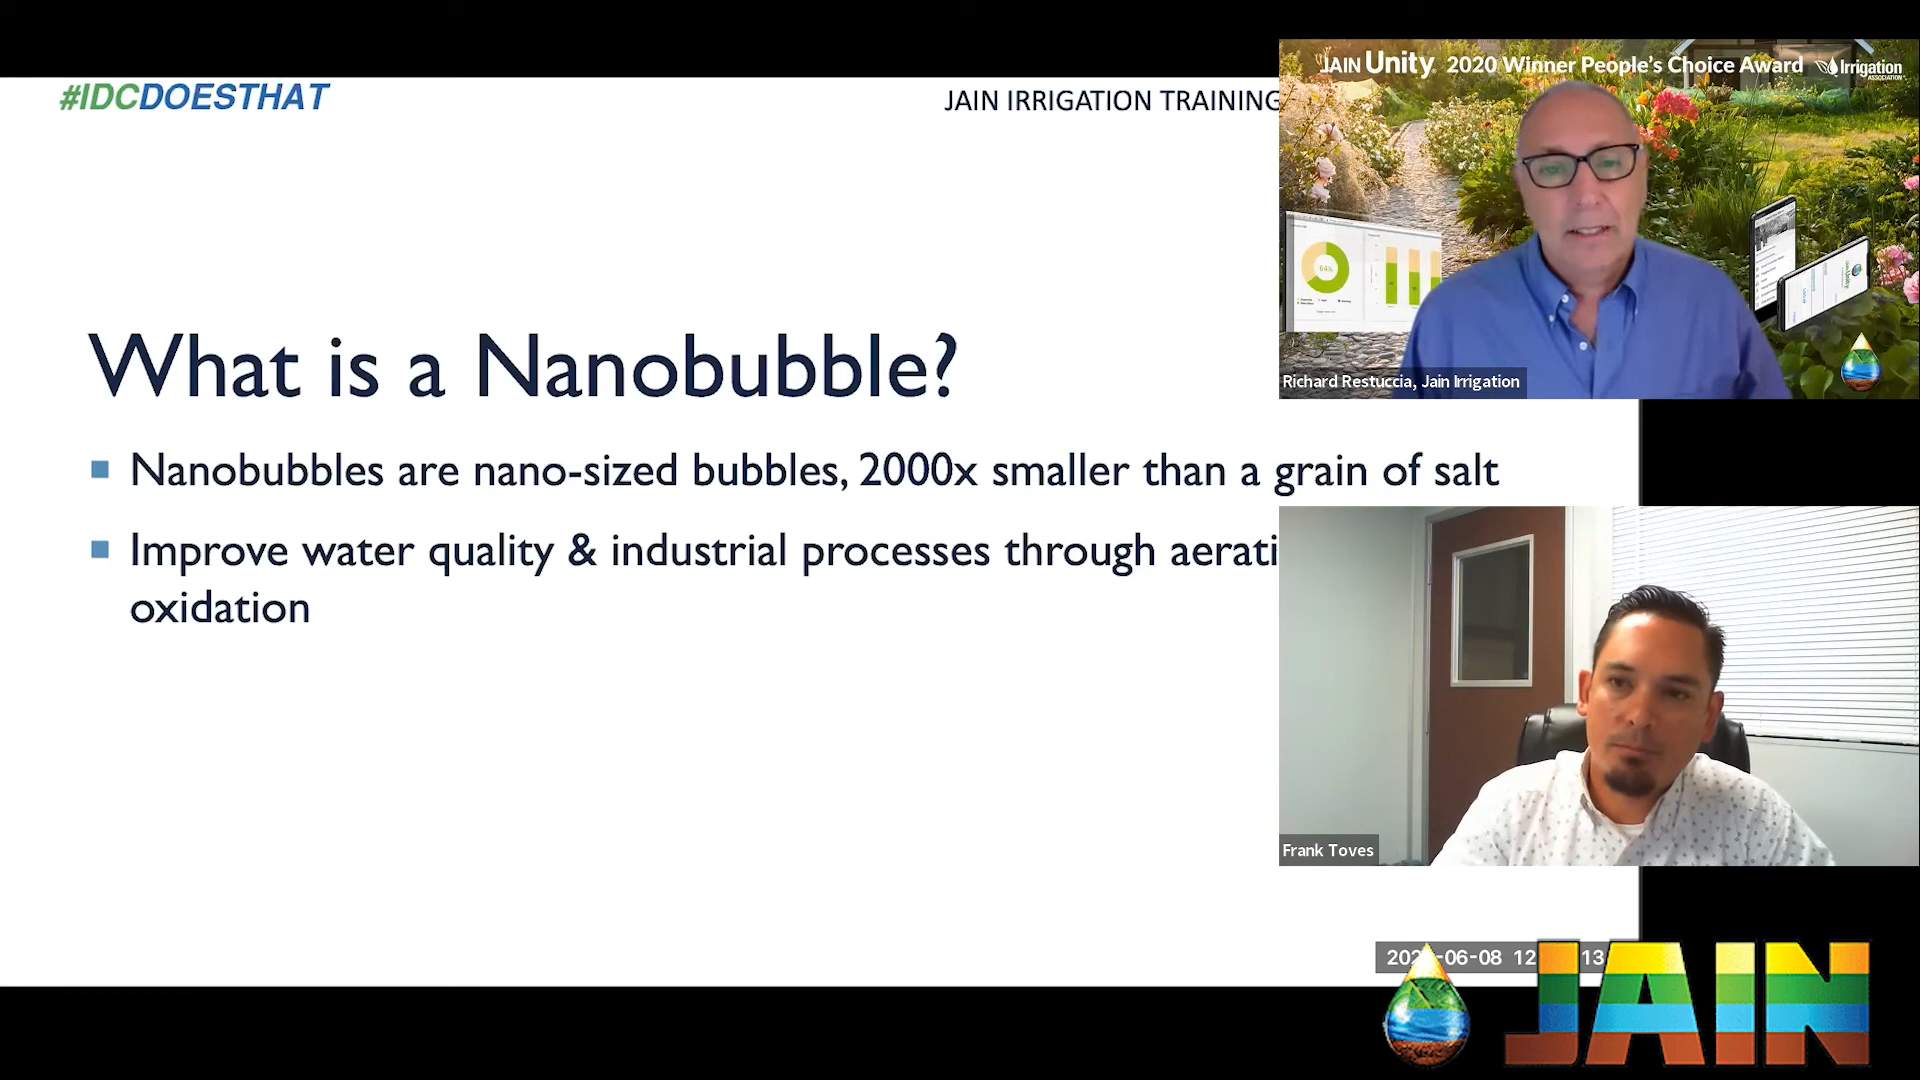 #IDCDOESTHAT
JAIN IRRIGATION TRAINING
JAIN Unity 2020 Winner People's Choice Award Irrigation
ASSOCIATION
64%
Richard Restuccia, Jain Irrigation
What is a Nanobubble?
Nanobubbles are nano-sized bubbles, 2000x smaller than a grain of salt
Improve water quality & industrial processes through aerati
oxidation
Frank Toves
-06-08 12
13
JAIN